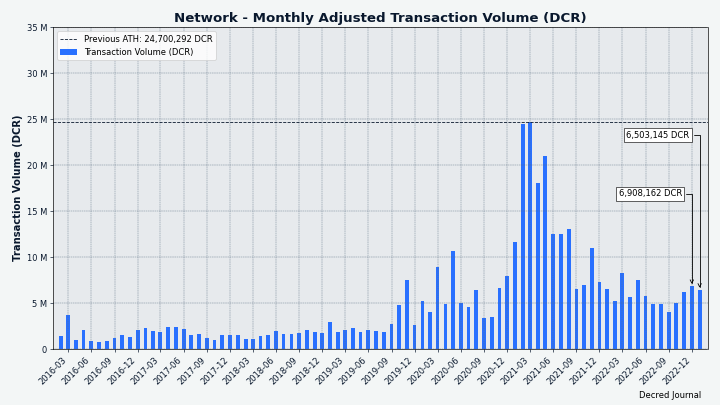 Network - Monthly Adjusted Transaction Volume (DCR)
Previous ATH: 24,700,292 DCR
Transaction Volume (DCR)
Transaction Volume (DCR)
35 M
30 M
25 M
20 M
15 M
10 M
5 M
0
6,503,145 DCR
6,908,162 DCR
2016-03
2016-06
2016-09
2016-12
2017-03
2017-06
2017-09
2017-12
2018-03
2018-06
2018-09
2018-12
2019-03
2019-06
2019-09
2019-12
2020-03
2020-06
2020-09
2020-12
2021-03
2021-06
2021-09
2021-12
2022-03
2022-06
2022-09
2022-12
Decred Journal